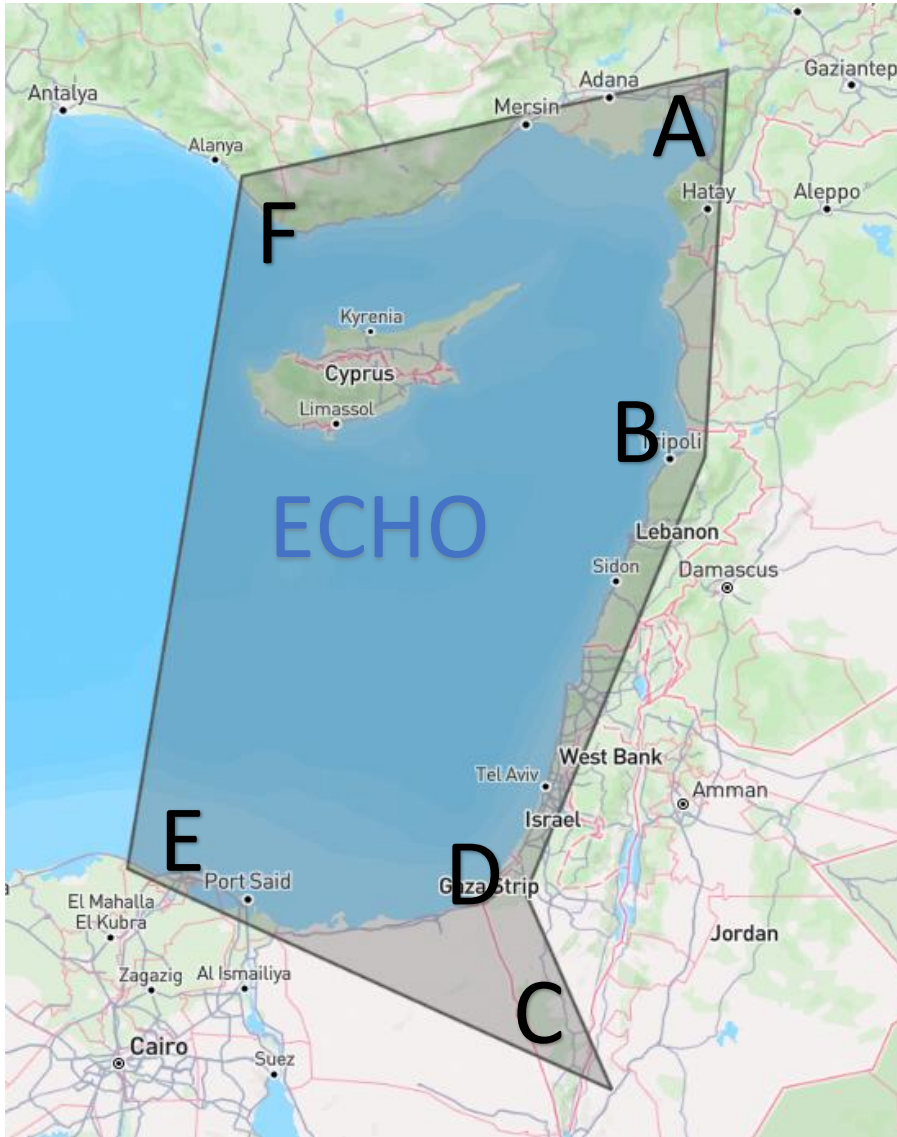 Adana
Gaziantep
Antalya
Mersin
A
Alanya
Hatay
Aleppo
F
Kyrenia
Cyprus
Limassol
B
Tripoli
ECHO
Lebanon
Sidon
Damascus
West Bank
Tel Aviv
Amman
Israel
E
D
Port Said
Gaza Strip
El Mahalla
El Kubra
Jordan
Zagazig
Al Ismailiya
C
Cairo
Suez